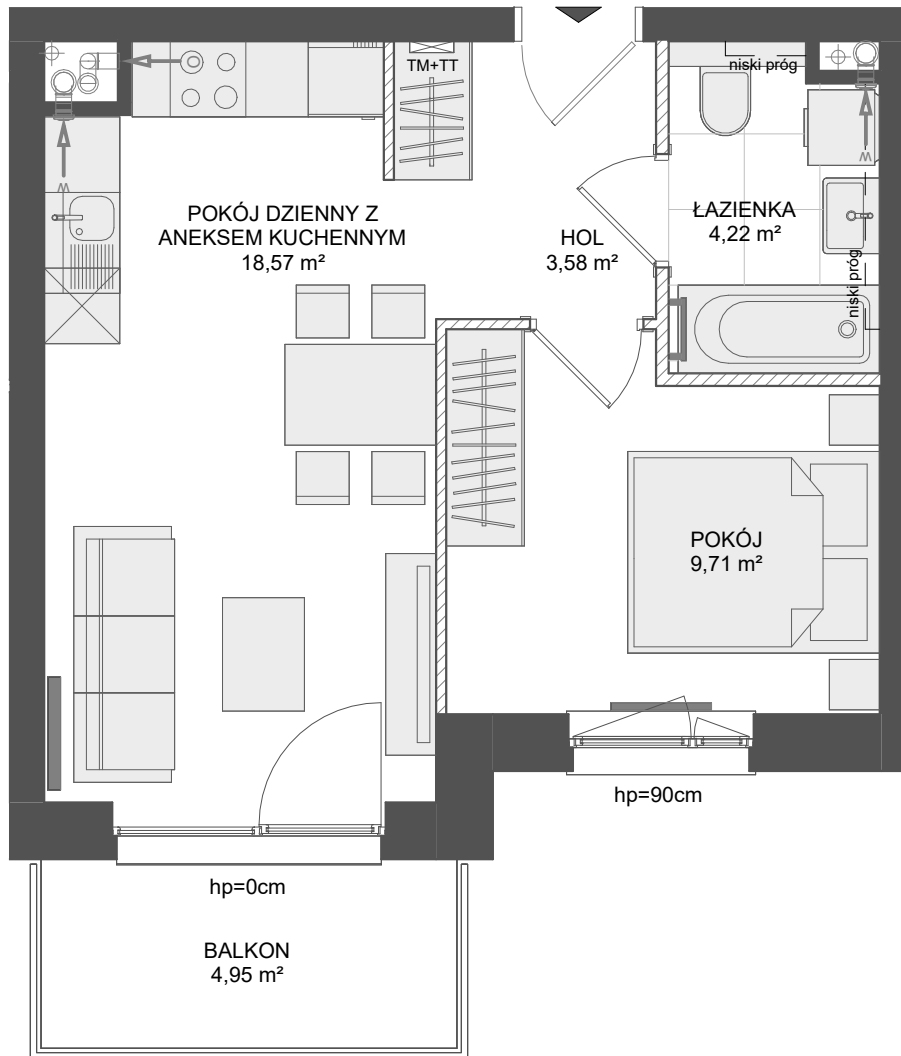 TM+TT
niski próg
POKÓJ DZIENNY Z
ANEKSEM KUCHENNYM
18,57 m²
HOL
3,58 m²
ŁAZIENKA
4,22 m²
niski próg
POKÓJ
9,71 m²
hp=90cm
hp=0cm
BALKON
4,95 m²